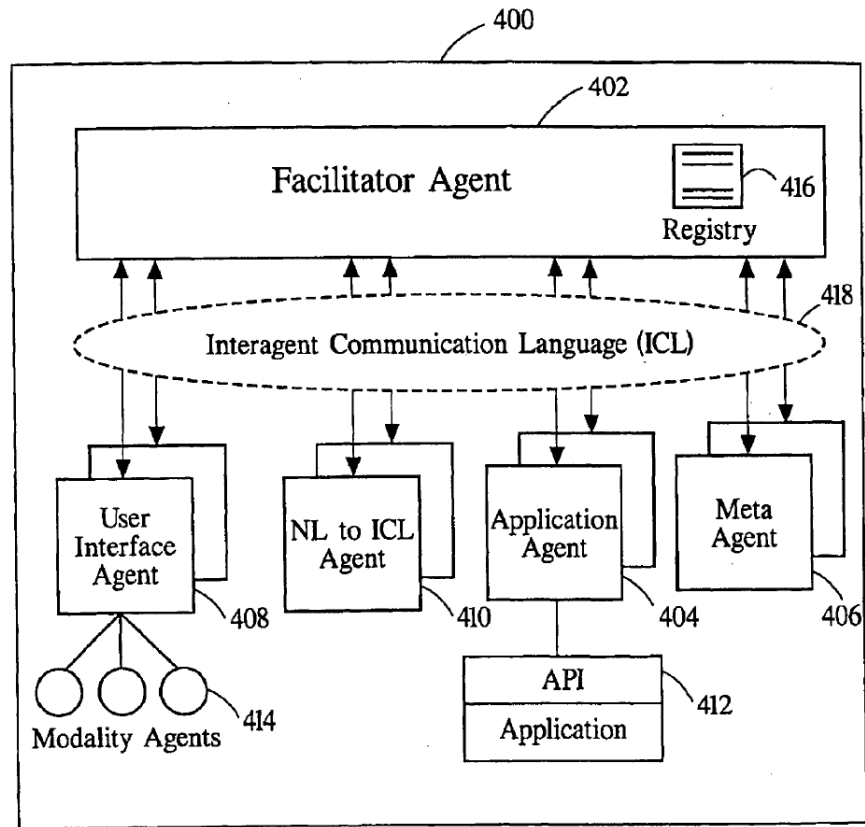 400
402
Facilitator Agent
416
Registry
418
Interagent Communication Language (ICL)
User
Interface
Agent
408
NL to ICL
Agent
410
Application
Agent
404
Meta
Agent
406
414
Modality Agents
API
412
Application